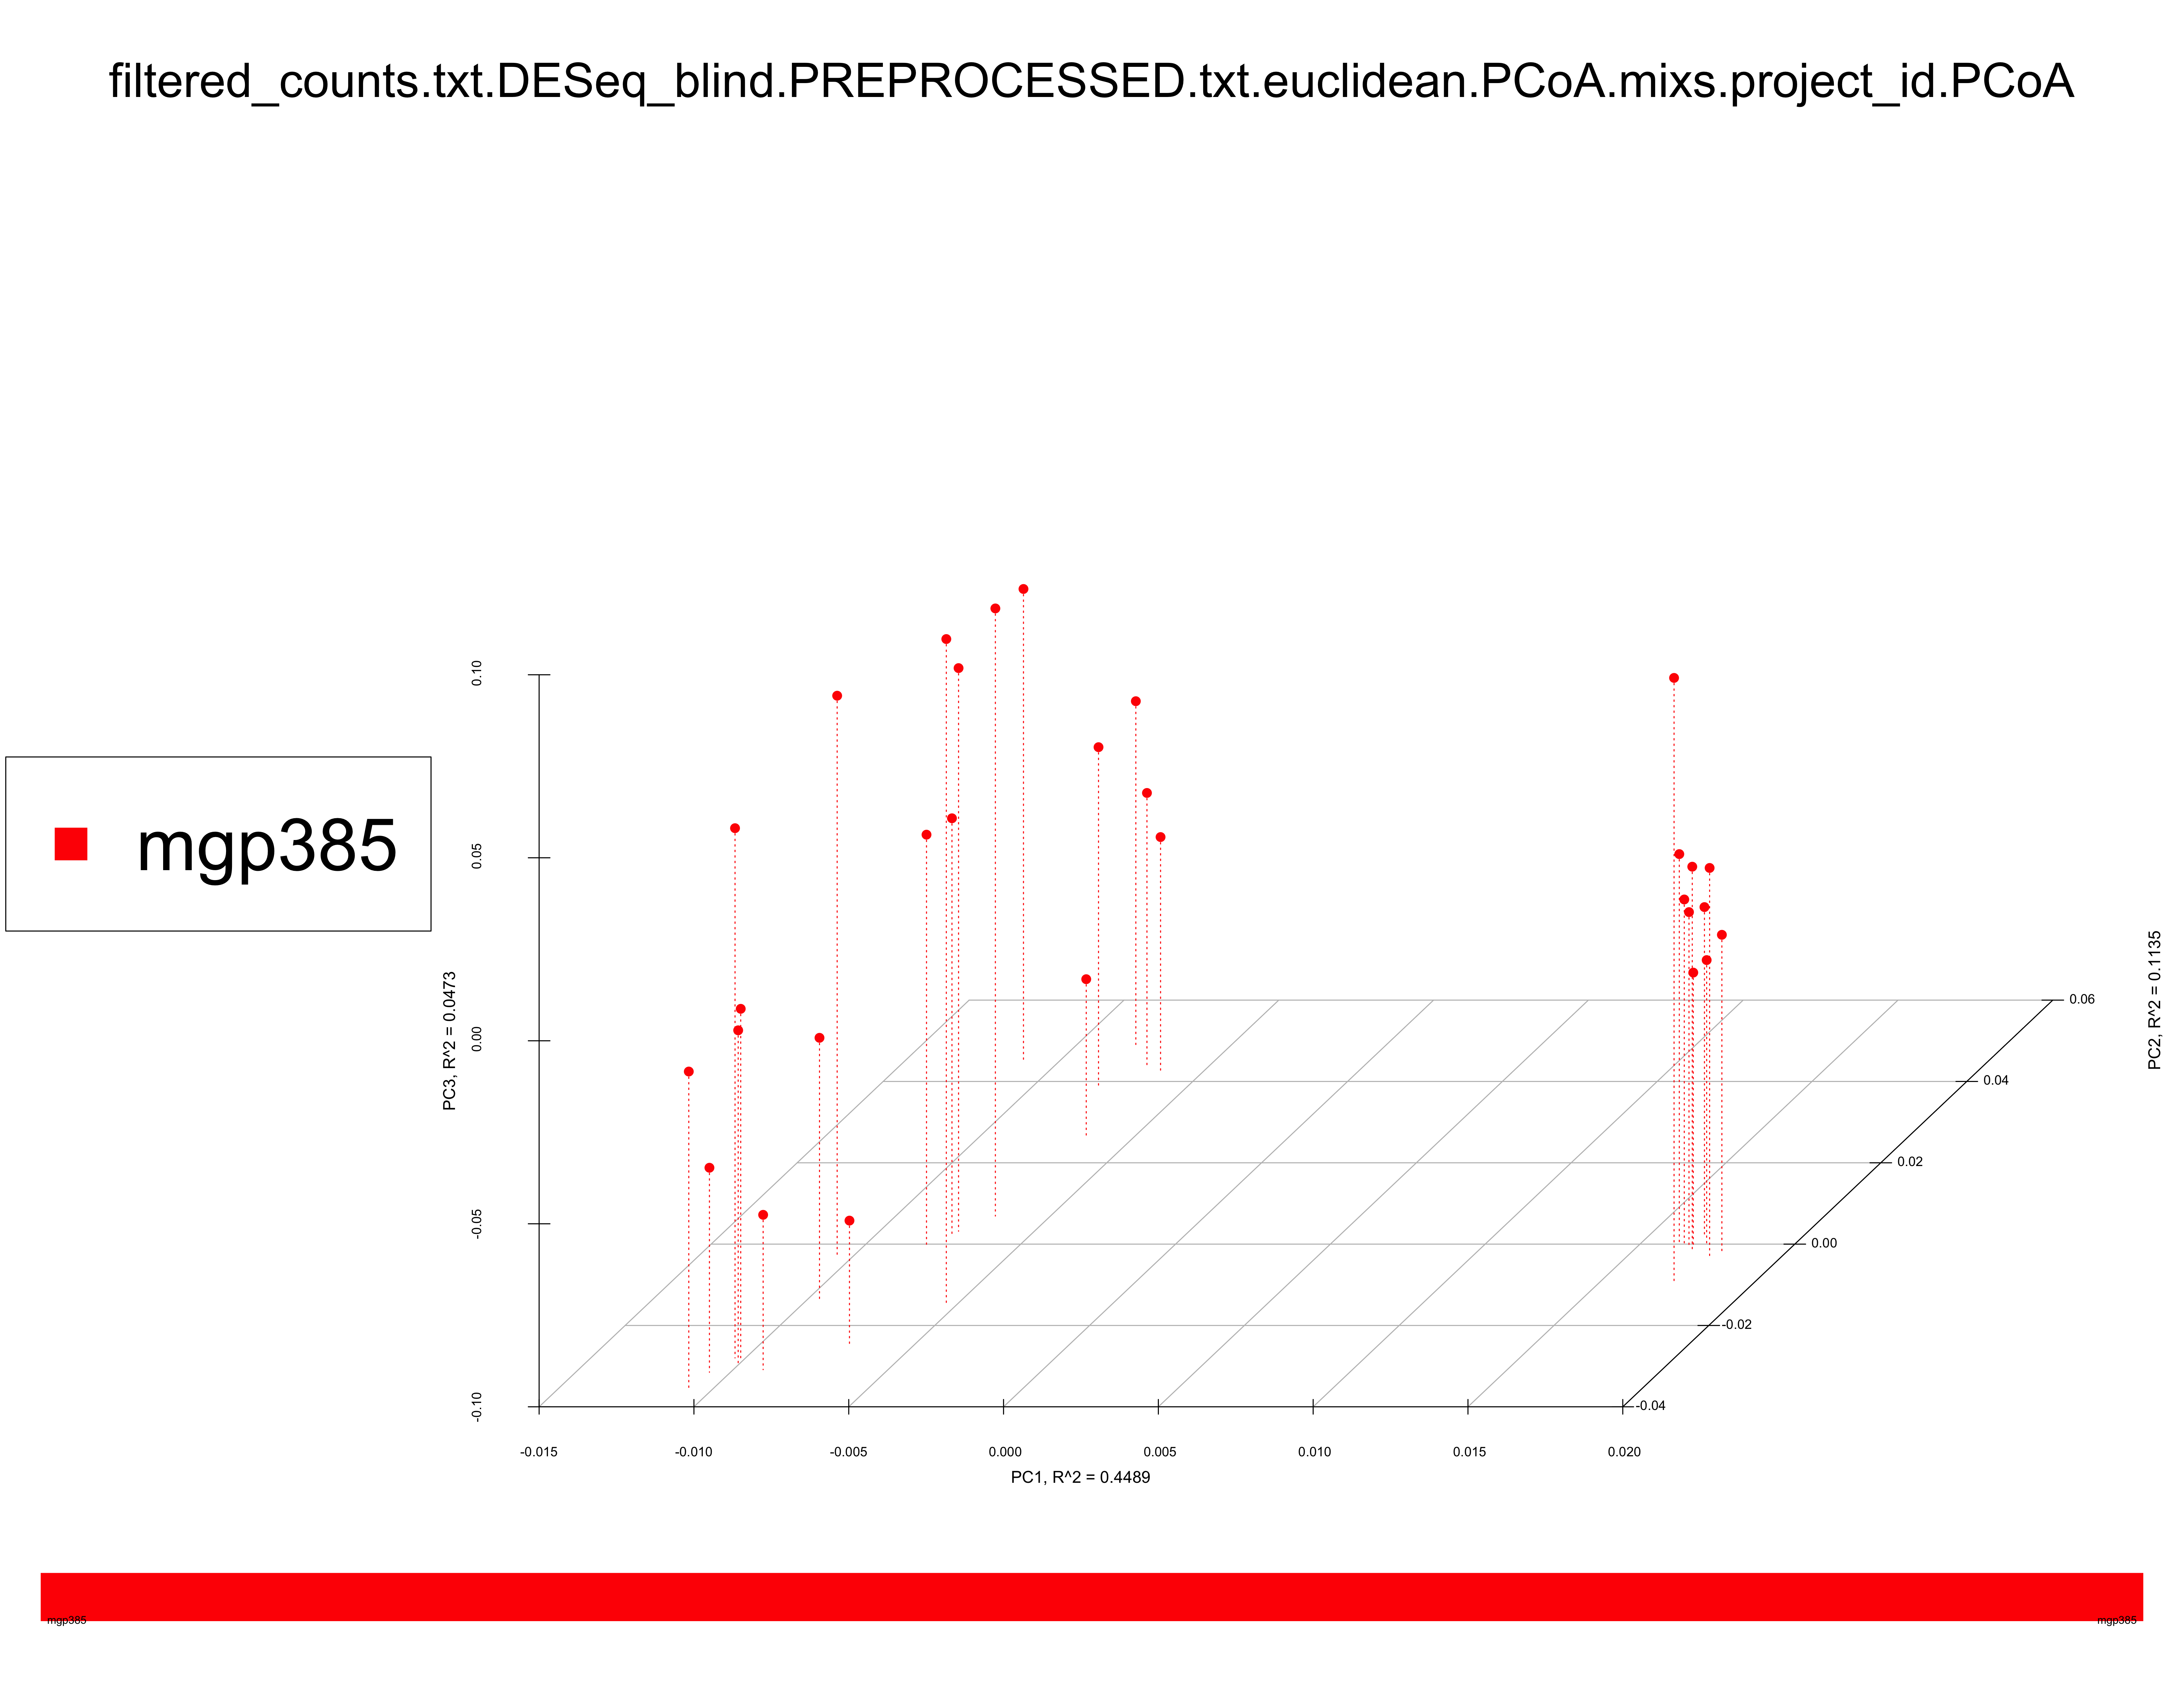 filtered_counts.txt.DESeq_blind.PREPROCESSED.txt.euclidean.PCoA.mixs.project_id.PCoA
mgp385
PC3, R^2 = 0.0473
0.10
0.05
0.00
-0.05
-0.10
-0.015
-0.010
-0.005
0.000
0.005
0.010
0.015
0.020
PC1, R^2 = 0.4489
0.06
0.04
0.02
0.00
-0.02
-0.04
PC2, R^2 = 0.1135
mgp385
mgp385